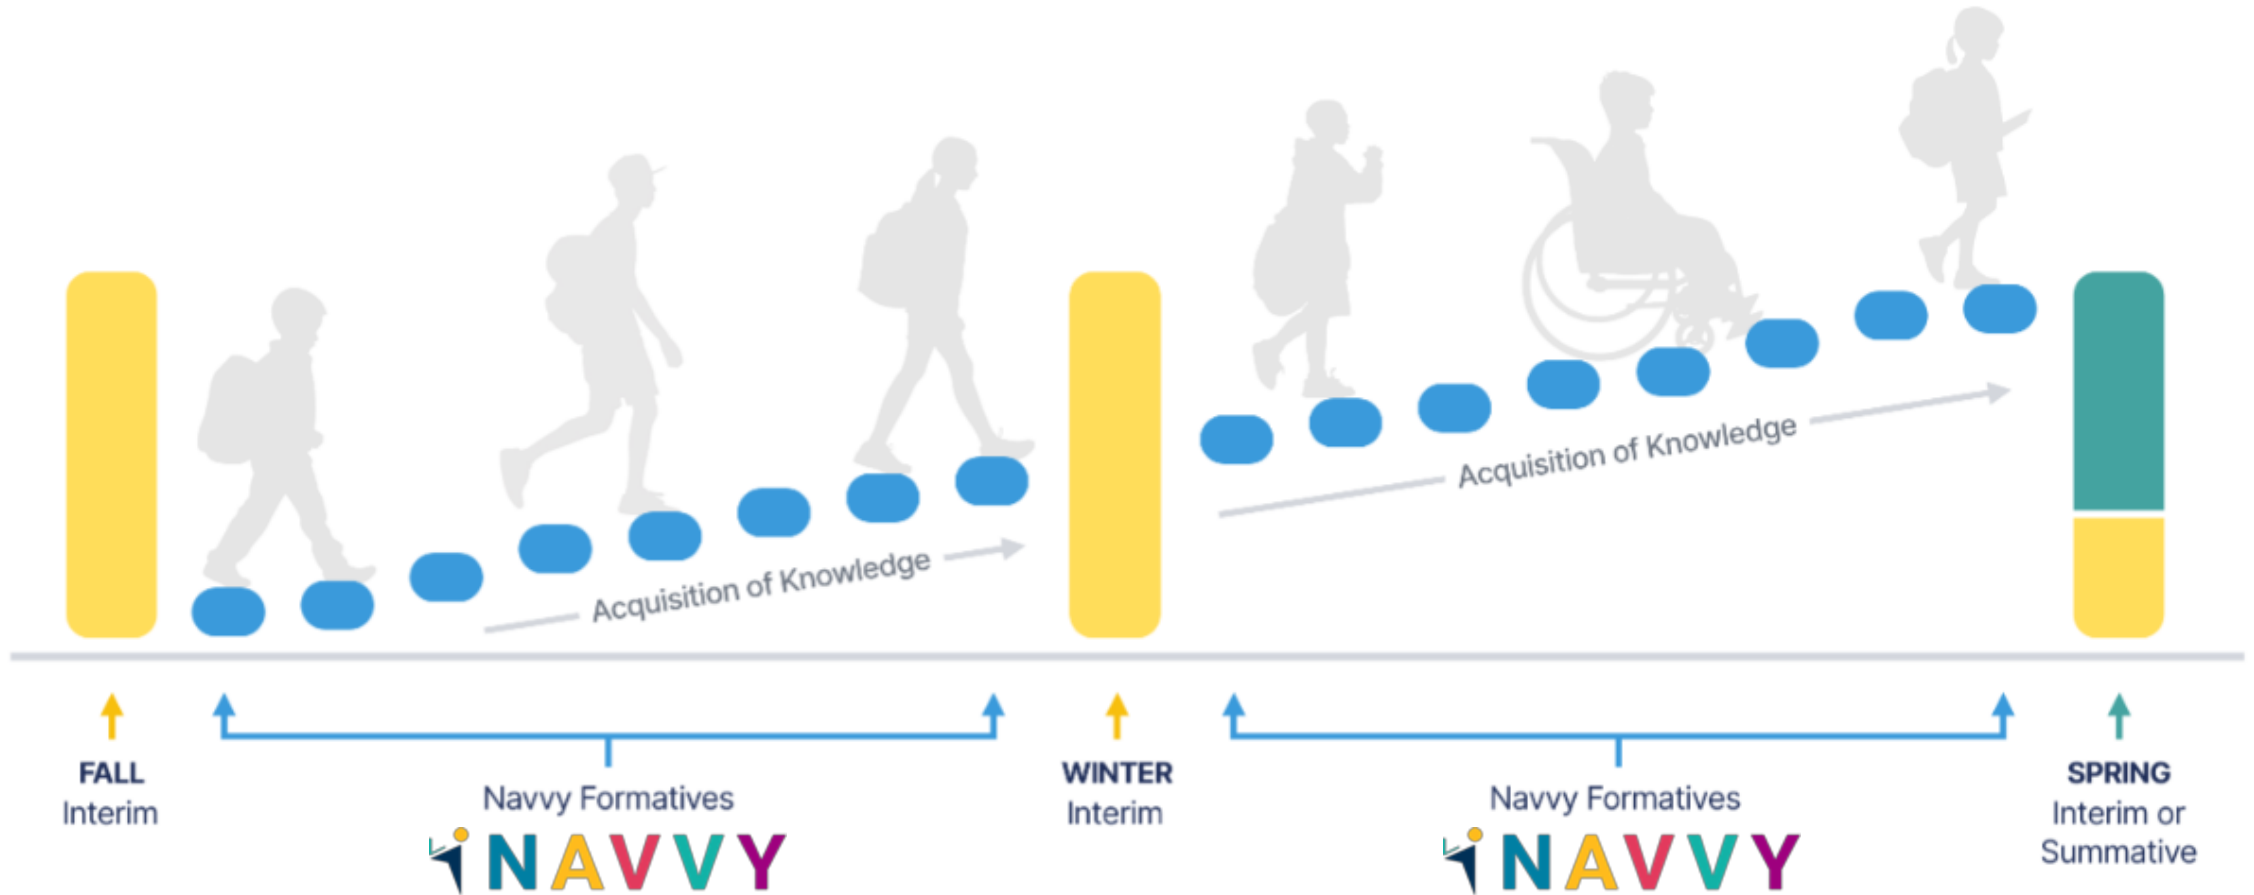 Acquisition of Knowledge
Acquisition of Knowledge
FALL
Interim
Navvy Formatives
NAVVY
WINTER
Interim
Navvy Formatives
NAVVY
SPRING
Interim or
Summative